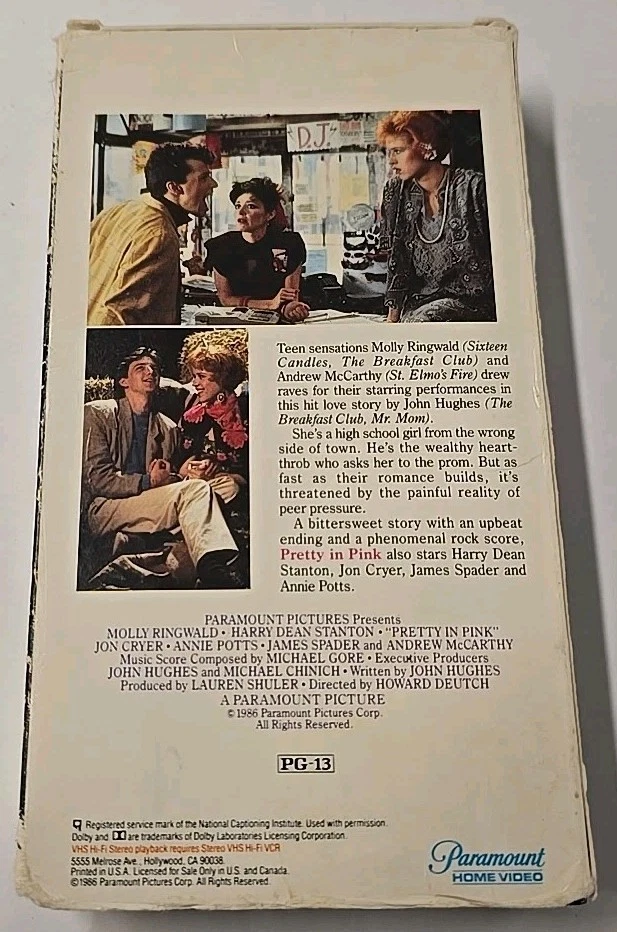 D.J.
Teen sensations Molly Ringwald (Sixteen
Candles, The Breakfast Club) and
Andrew McCarthy (St. Elmo's Fire) drew
raves for their starring performances in
this hit love story by John Hughes (The
Breakfast Club, Mr. Mom).
She's a high school girl from the wrong
side of town. He's the wealthy heart-
throb who asks her to the prom. But as
fast as their romance builds, it's
threatened by the painful reality of
peer pressure.
A bittersweet story with an upbeat
ending and a phenomenal rock score,
Pretty in Pink also stars Harry Dean
Stanton, Jon Cryer, James Spader and
Annie Potts.
PARAMOUNT PICTURES Presents
MOLLY RINGWALD • HARRY DEAN STANTON • "PRETTY IN PINK"
JON CRYER • ANNIE POTTS • JAMES SPADER and ANDREW McCARTHY
Music Score Composed by MICHAEL GORE • Executive Producers
JOHN HUGHES and MICHAEL CHINICH • Written by JOHN HUGHES
Produced by LAUREN SHULER • Directed by HOWARD DEUTCH
A PARAMOUNT PICTURE
©1986 Paramount Pictures Corp.
All Rights Reserved.
PG-13
Registered service mark of the National Captioning Institute. Used with permission.
Dolby and are trademarks of Dolby Laboratories Licensing Corporation.
VHS Hi-Fi Stereo playback requires Stereo VHS Hi-Fi VCR
5555 Melrose Ave., Hollywood, CA 90038.
Printed in U.S.A. Licensed for Sale Only in U.S. and Canada.
©1986 Paramount Pictures Corp. All Rights Reserved.
Paramount
HOME VIDEO